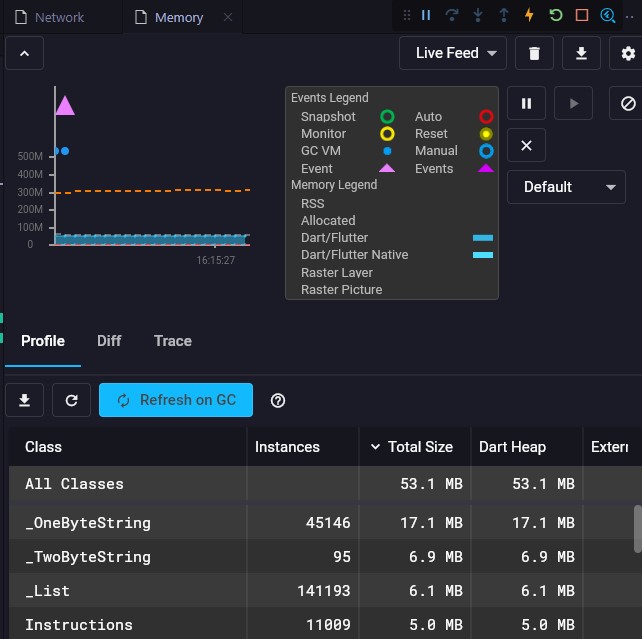 Network Memory
Live Feed
Events Legend
Snapshot Auto
Monitor Reset
GC VM Manual
Event Events
Memory Legend
RSS
Allocated
Dart/Flutter
Dart/Flutter Native
Raster Layer
Raster Picture
Default
500M
400M
300M
200M
100M
0
16:15:27
Profile Diff Trace
Refresh on GC
Class Instances Total Size Dart Heap
All Classes 53.1 MB 53.1 MB
_OneByteString 45146 17.1 MB 17.1 MB
_TwoByteString 95 6.9 MB 6.9 MB
_List 141193 6.1 MB 6.1 MB
Instructions 11009 5.0 MB 5.0 MB